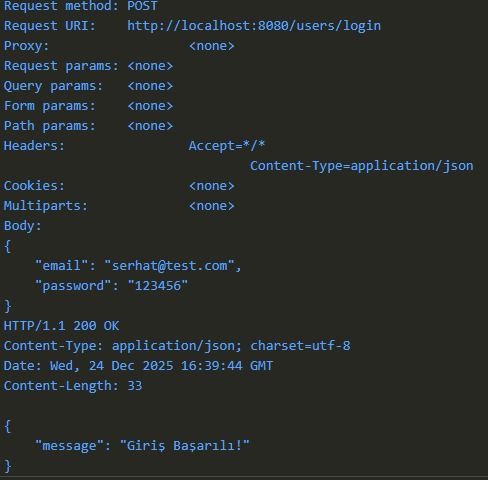 Request method: POST
Request URI: http://localhost:8080/users/login
Proxy: <none>
Request params: <none>
Query params: <none>
Form params: <none>
Path params: <none>
Headers: Accept=*/*
Content-Type=application/json
Cookies: <none>
Multiparts: <none>
Body:
{
    "email": "serhat@test.com",
    "password": "123456"
}
HTTP/1.1 200 OK
Content-Type: application/json; charset=utf-8
Date: Wed, 24 Dec 2025 16:39:44 GMT
Content-Length: 33

{
    "message": "Giriş Başarılı!"
}